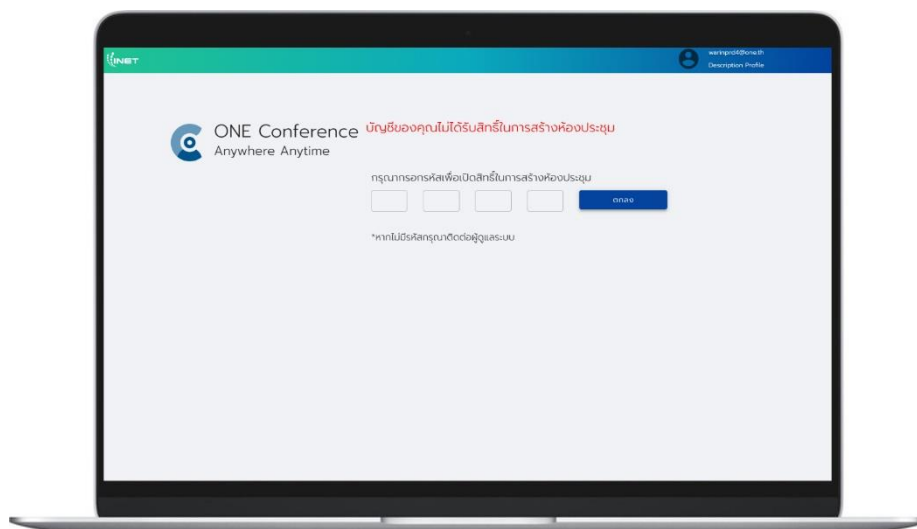 INET
werinprd4@one.th
Description Profile
ONE Conference
Anywhere Anytime
บัญชีของคุณไม่ได้รับสิทธิ์ในการสร้างห้องประชุม
กรุณากรอกรหัสเพื่อเปิดสิทธิ์ในการสร้างห้องประชุม
ตกลง
*หากไม่มีรหัสกรุณาติดต่อผู้ดูแลระบบ